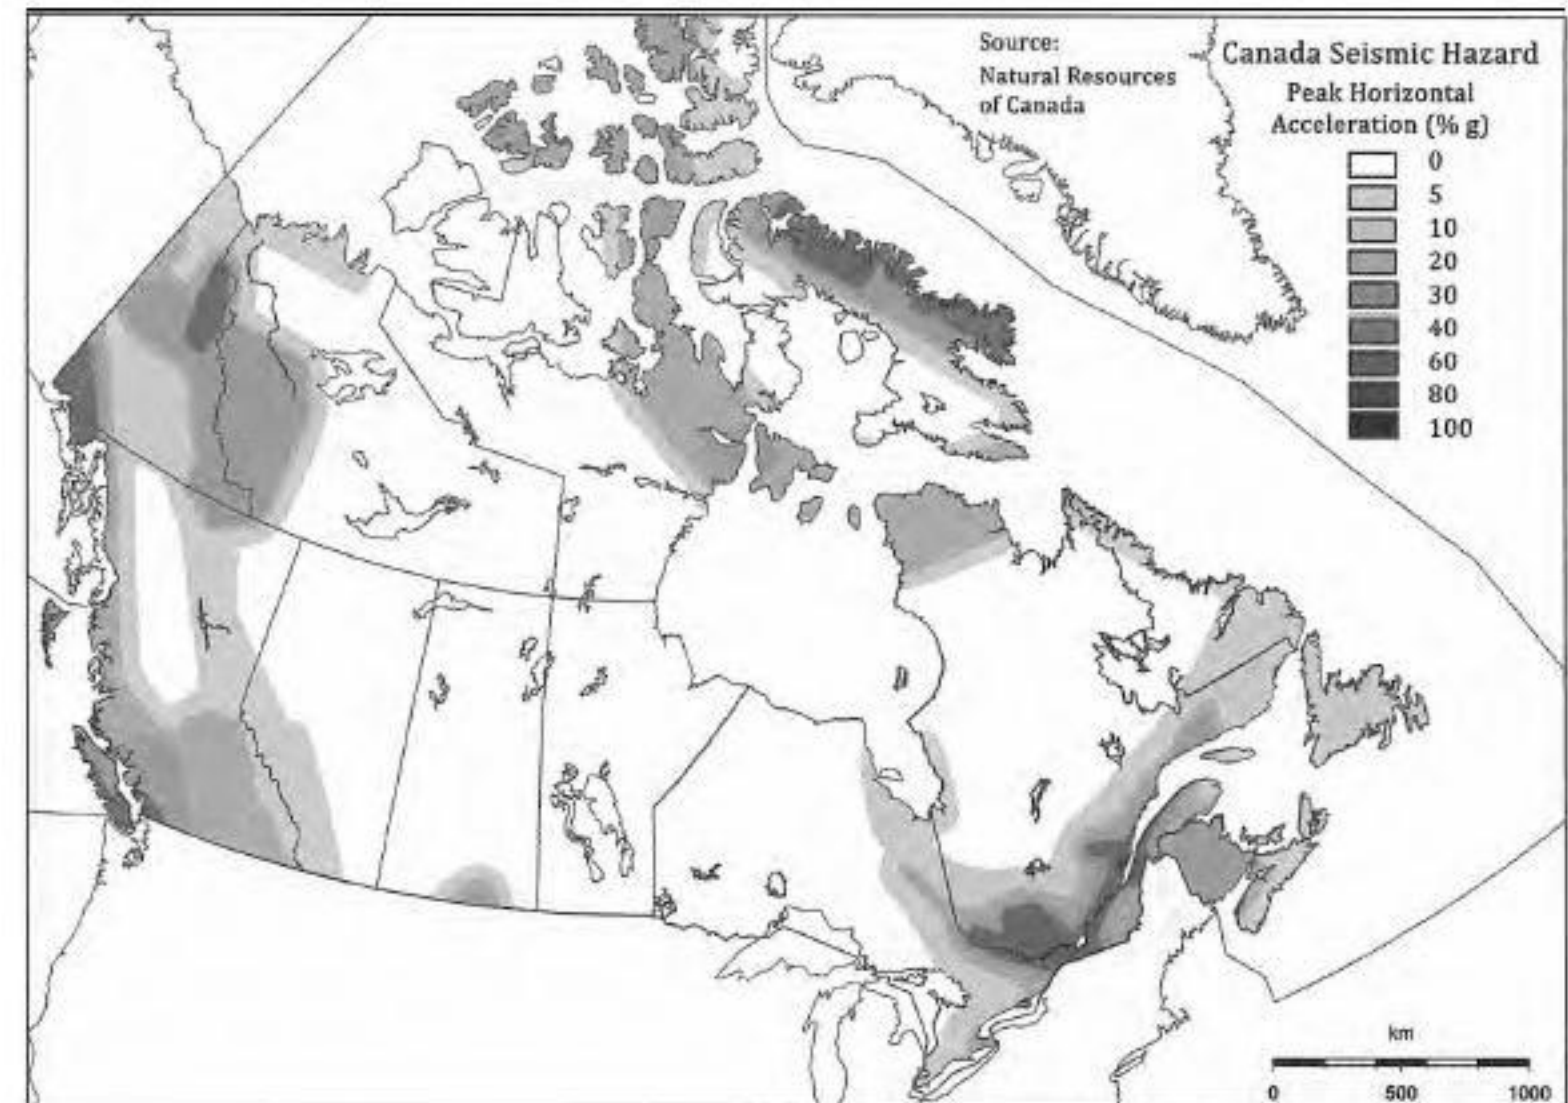 Source:
Natural Resources
of Canada
Canada Seismic Hazard
Peak Horizontal
Acceleration (% g)
0
5
10
20
30
40
60
80
100
km
0 500 1000